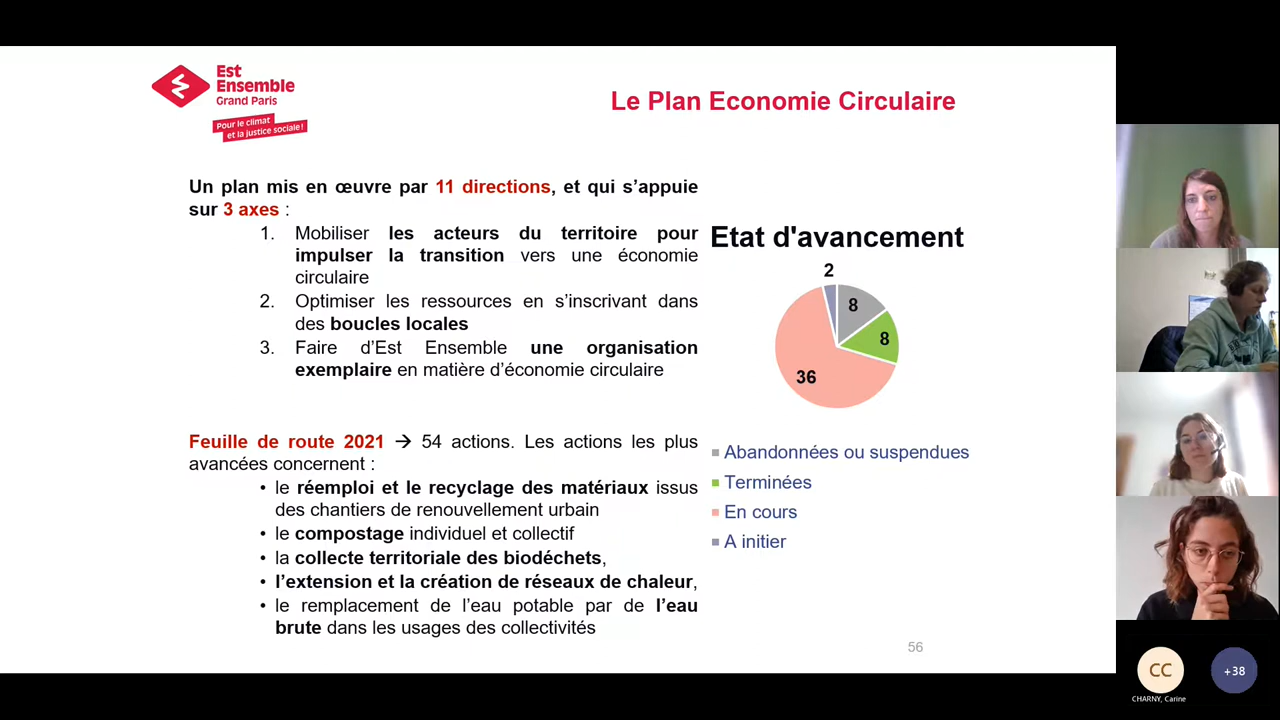 Est
Ensemble
Grand Paris
Pour le climat
et la justice sociale !
Le Plan Economie Circulaire
Un plan mis en œuvre par 11 directions, et qui s’appuie
sur 3 axes :
1. Mobiliser les acteurs du territoire pour
impulser la transition vers une économie
circulaire
2. Optimiser les ressources en s’inscrivant dans
des boucles locales
3. Faire d’Est Ensemble une organisation
exemplaire en matière d’économie circulaire
Feuille de route 2021 → 54 actions. Les actions les plus
avancées concernent :
• le réemploi et le recyclage des matériaux issus
des chantiers de renouvellement urbain
• le compostage individuel et collectif
• la collecte territoriale des biodéchets,
• l’extension et la création de réseaux de chaleur,
• le remplacement de l’eau potable par de l’eau
brute dans les usages des collectivités
Etat d'avancement
2
8
8
36
Abandonnées ou suspendues
Terminées
En cours
A initier
56
CC
CHARNY, Carine
+38